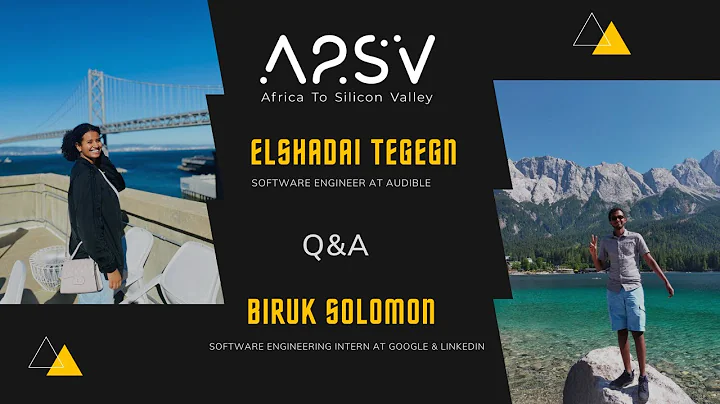 A2SV
Africa To Silicon Valley
ELSHADAI TEGEGN
SOFTWARE ENGINEER AT AUDIBLE
Q&A
BIRUK SOLOMON
SOFTWARE ENGINEERING INTERN AT GOOGLE & LINKEDIN